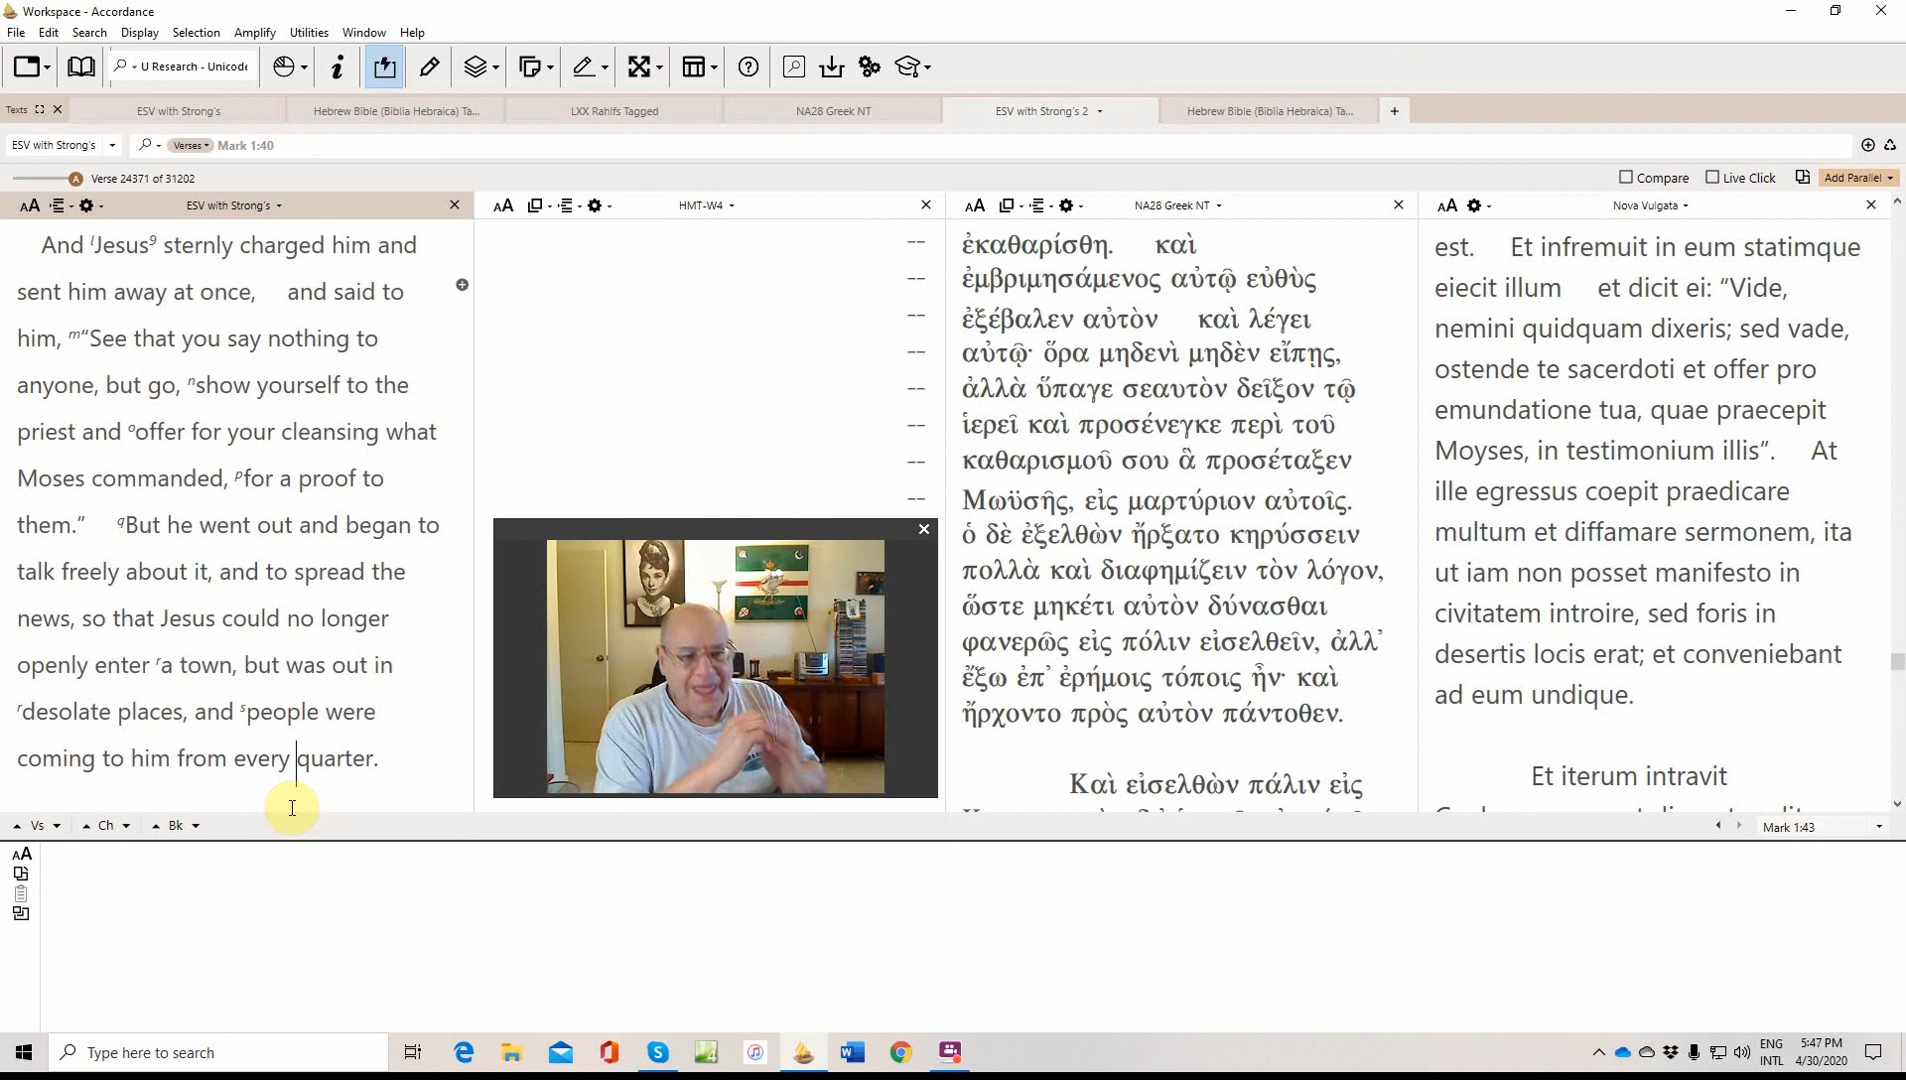 Workspace - Accordance
File Edit Search Display Selection Amplify Utilities Window Help
U Research - Unicode
Texts ESV with Strong's Hebrew Bible (Biblia Hebraica) Ta... LXX Rahlfs Tagged NA28 Greek NT ESV with Strong's 2 Hebrew Bible (Biblia Hebraica) Ta... +
ESV with Strong's Verses Mark 1:40
A Verse 24371 of 31202 Compare Live Click Add Parallel
AA ESV with Strong's
And lJesus9 sternly charged him and
sent him away at once, and said to
him, m“See that you say nothing to
anyone, but go, nshow yourself to the
priest and ooffer for your cleansing what
Moses commanded, pfor a proof to
them.” qBut he went out and began to
talk freely about it, and to spread the
news, so that Jesus could no longer
openly enter ra town, but was out in
rdesolate places, and speople were
coming to him from every quarter.
AA HMT-W4
--
--
--
--
--
--
--
--
AA NA28 Greek NT
ἐκαθαρίσθη. καὶ
ἐμβριμησάμενος αὐτῷ εὐθὺς
ἐξέβαλεν αὐτὸν καὶ λέγει
αὐτῷ· ὅρα μηδενὶ μηδὲν εἴπῃς,
ἀλλὰ ὕπαγε σεαυτὸν δεῖξον τῷ
ἱερεῖ καὶ προσένεγκε περὶ τοῦ
καθαρισμοῦ σου ἃ προσέταξεν
Μωϋσῆς, εἰς μαρτύριον αὐτοῖς.
ὁ δὲ ἐξελθὼν ἤρξατο κηρύσσειν
πολλὰ καὶ διαφημίζειν τὸν λόγον,
ὥστε μηκέτι αὐτὸν δύνασθαι
φανερῶς εἰς πόλιν εἰσελθεῖν, ἀλλ’
ἔξω ἐπ’ ἐρήμοις τόποις ἦν· καὶ
ἤρχοντο πρὸς αὐτὸν πάντοθεν.
Καὶ εἰσελθὼν πάλιν εἰς
AA Nova Vulgata
est. Et infremuit in eum statimque
eiecit illum et dicit ei: “Vide,
nemini quidquam dixeris; sed vade,
ostende te sacerdoti et offer pro
emundatione tua, quae praecepit
Moyses, in testimonium illis”. At
ille egressus coepit praedicare
multum et diffamare sermonem, ita
ut iam non posset manifesto in
civitatem introire, sed foris in
desertis locis erat; et conveniebant
ad eum undique.
Et iterum intravit
Vs Ch Bk Mark 1:43
AA
Type here to search
ENG 5:47 PM
INTL 4/30/2020